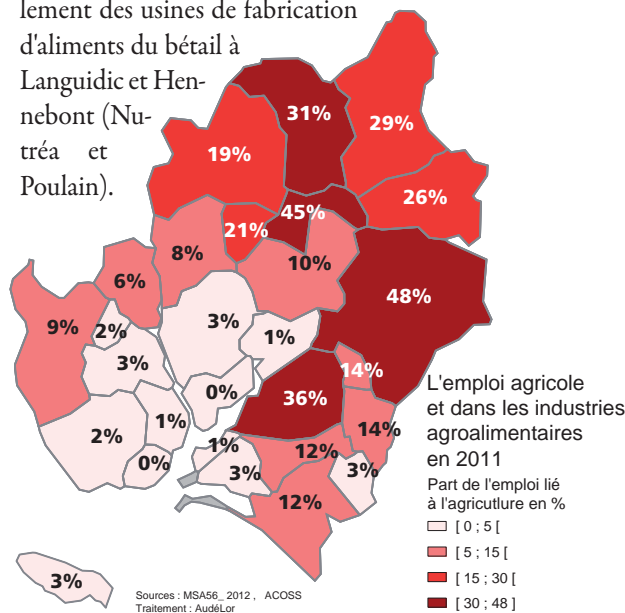 lement des usines de fabrication
d'aliments du bétail à
Languidic et Hen-
nebont (Nu-
tréa et
Poulain).
31%
29%
19%
26%
45%
21%
8%
10%
6%
48%
9%
2%
3%
1%
3%
14%
0%
36%
1%
14%
2%
1%
12%
0%
3%
3%
12%
3%
L'emploi agricole
et dans les industries
agroalimentaires
en 2011
Part de l'emploi lié
à l'agricutlure en %
[ 0 ; 5 [
[ 5 ; 15 [
[ 15 ; 30 [
[ 30 ; 48 ]
Sources : MSA56_ 2012 , ACOSS
Traitement : AudéLor